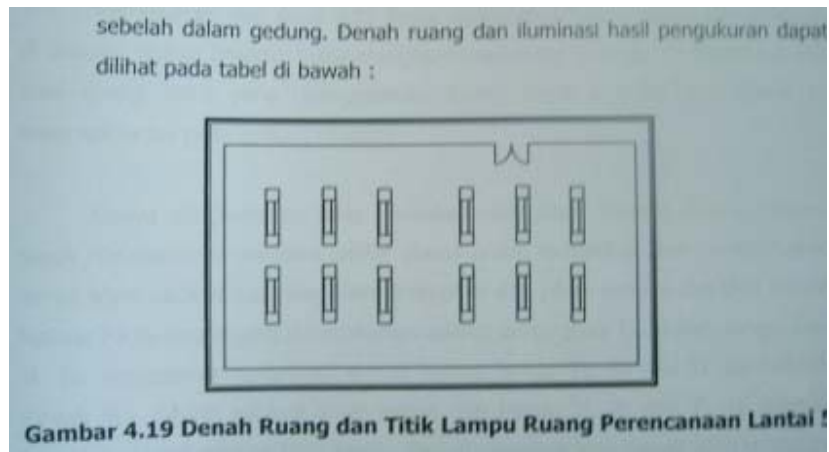 sebelah dalam gedung. Denah ruang dan iluminasi hasil pengukuran dapat
dilihat pada tabel di bawah :
Gambar 4.19 Denah Ruang dan Titik Lampu Ruang Perencanaan Lantai